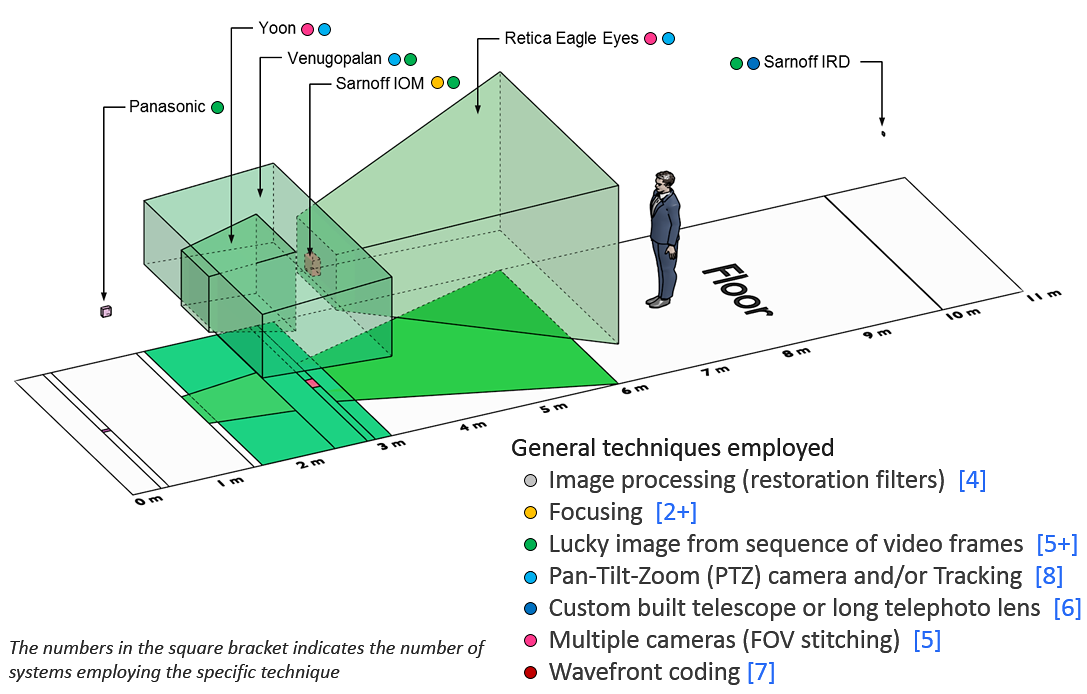 Yoon
Retica Eagle Eyes
Venugopalan
Sarnoff IRD
Sarnoff IOM
Panasonic
Floor
0 m
1 m
2 m
3 m
4 m
5 m
6 m
7 m
8 m
9 m
10 m
11 m
General techniques employed
Image processing (restoration filters) [4]
Focusing [2+]
Lucky image from sequence of video frames [5+]
Pan-Tilt-Zoom (PTZ) camera and/or Tracking [8]
Custom built telescope or long telephoto lens [6]
Multiple cameras (FOV stitching) [5]
Wavefront coding [7]
The numbers in the square bracket indicates the number of
systems employing the specific technique